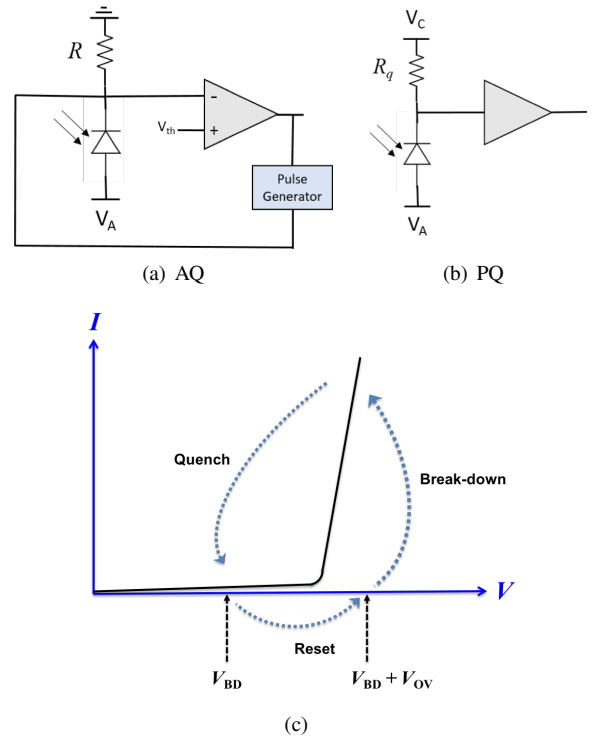 R
V_th
-
+
Pulse
Generator
V_A
(a) AQ
V_C
R_q
V_A
(b) PQ
I
Quench
Break-down
V
Reset
V_BD
V_BD + V_OV
(c)